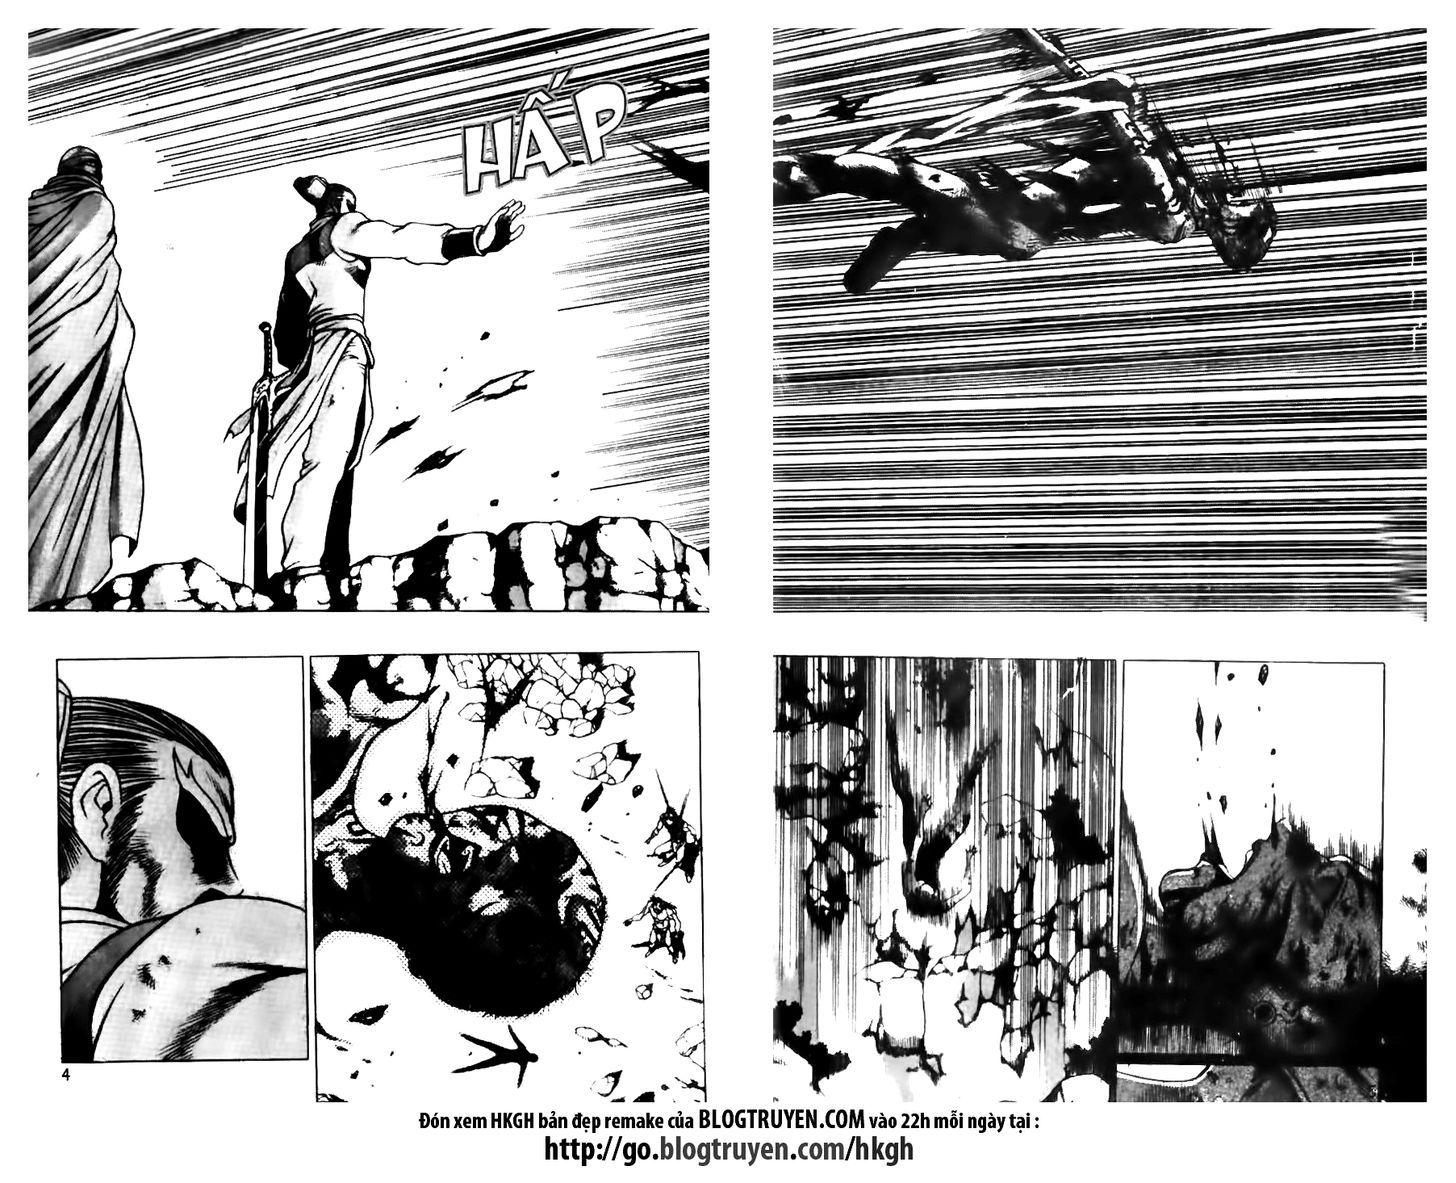 HẤP
4
Đón xem HKGH bản đẹp remake của BLOGTRUYEN.COM vào 22h mỗi ngày tại :
http://go.blogtruyen.com/hkgh